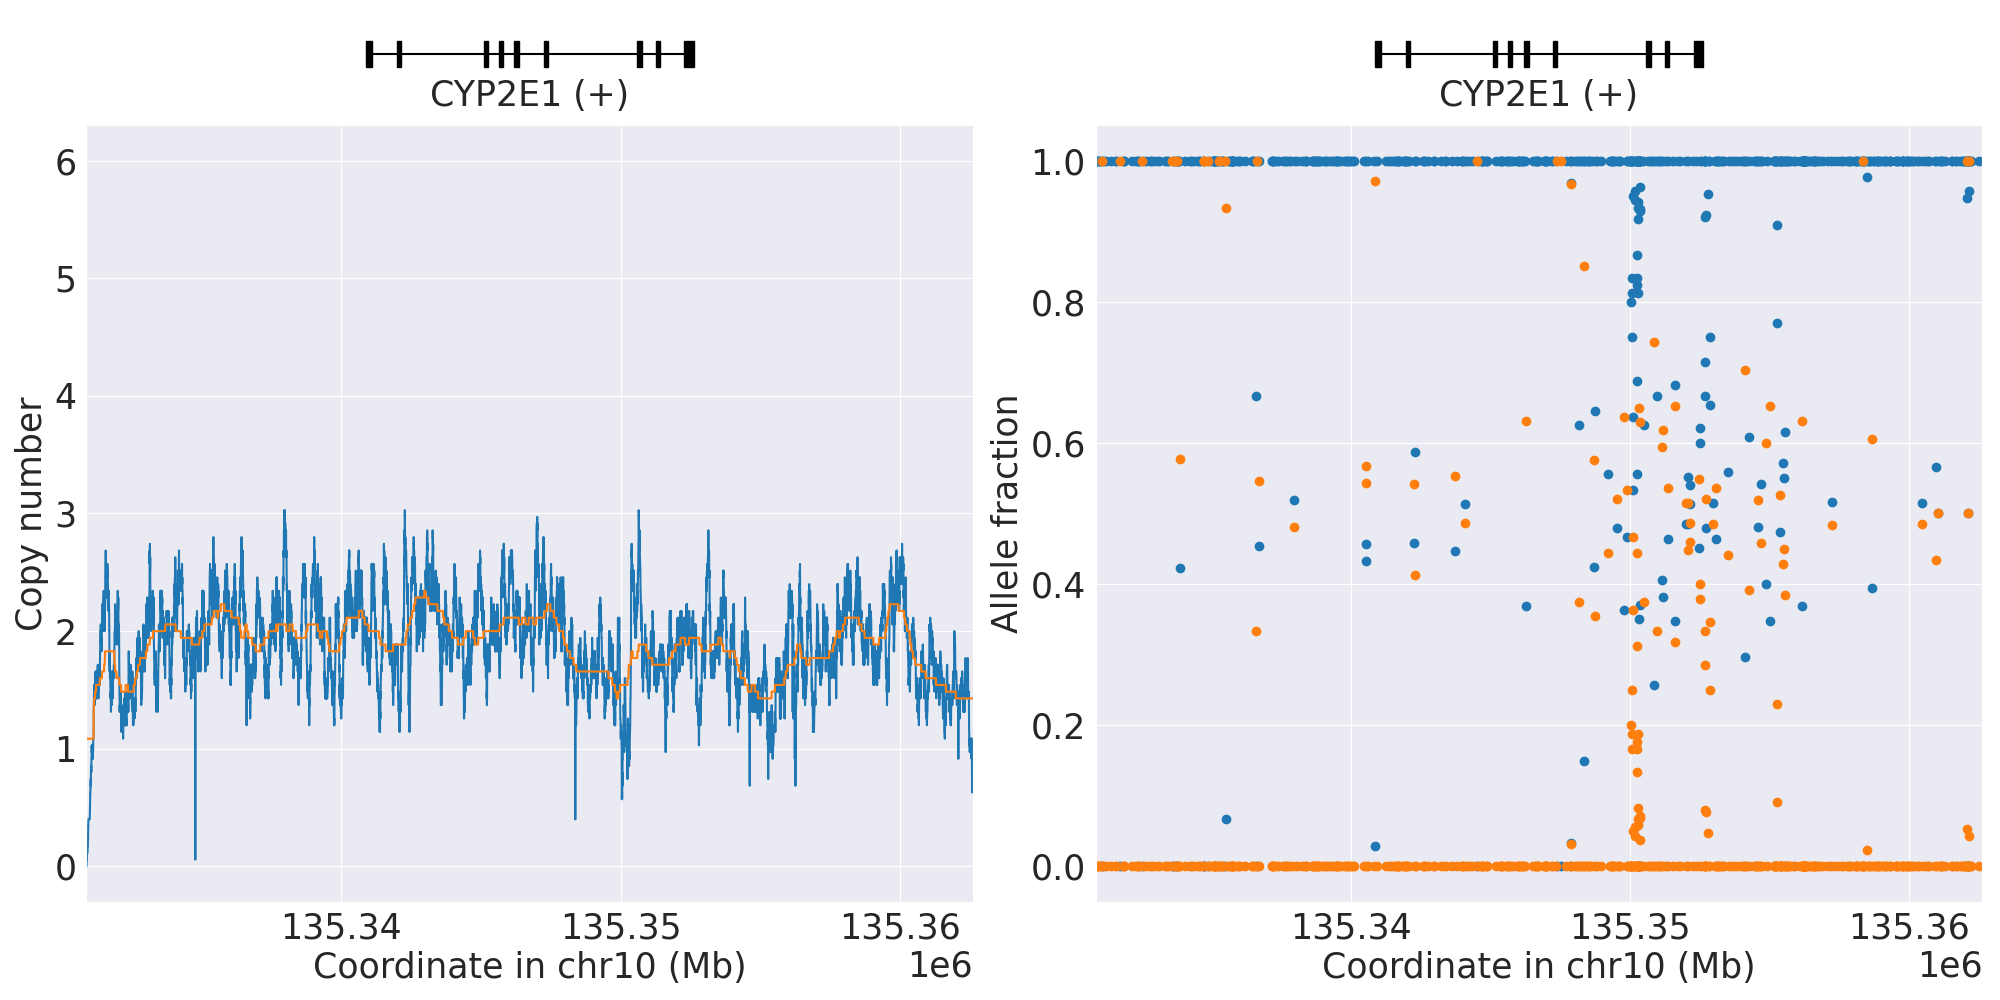 CYP2E1 (+)
6
5
4
3
2
1
0
Copy number
135.34
135.35
135.36
Coordinate in chr10 (Mb)
1e6
CYP2E1 (+)
1.0
0.8
0.6
0.4
0.2
0.0
Allele fraction
135.34
135.35
135.36
Coordinate in chr10 (Mb)
1e6